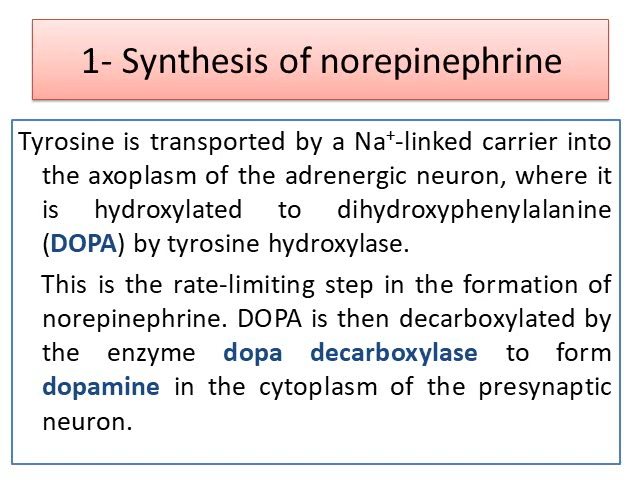 1- Synthesis of norepinephrine
Tyrosine is transported by a Na⁺-linked carrier into
the axoplasm of the adrenergic neuron, where it
is hydroxylated to dihydroxyphenylalanine
(DOPA) by tyrosine hydroxylase.
This is the rate-limiting step in the formation of
norepinephrine. DOPA is then decarboxylated by
the enzyme dopa decarboxylase to form
dopamine in the cytoplasm of the presynaptic
neuron.